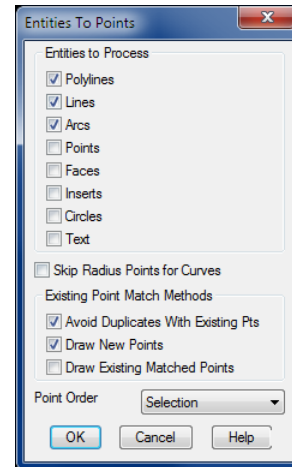 Entities To Points
Entities to Process
Polylines
Lines
Arcs
Points
Faces
Inserts
Circles
Text
Skip Radius Points for Curves
Existing Point Match Methods
Avoid Duplicates With Existing Pts
Draw New Points
Draw Existing Matched Points
Point Order Selection
OK Cancel Help